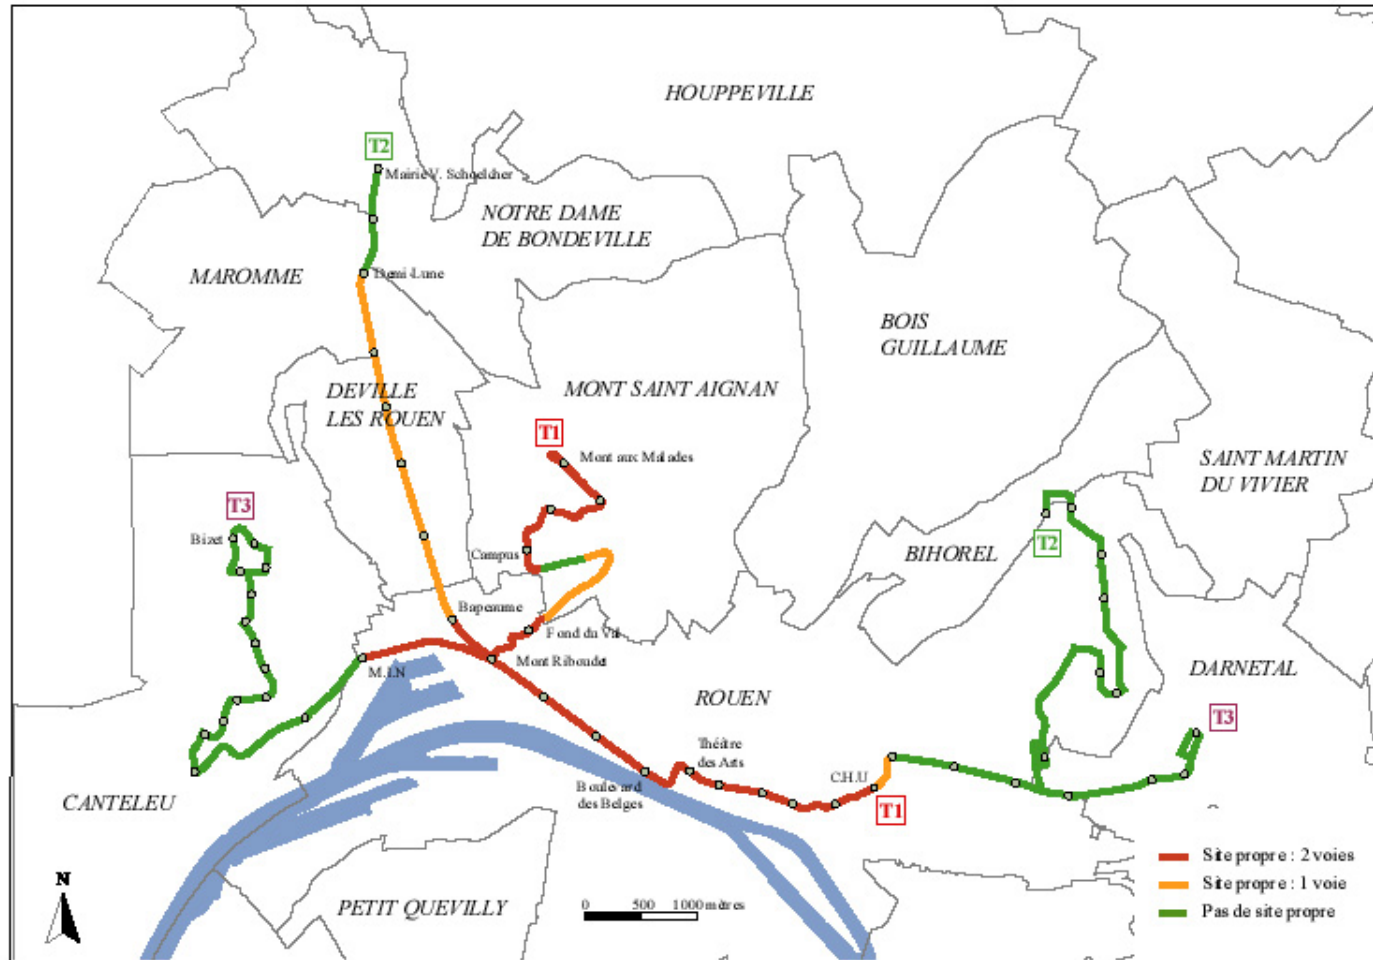 HOUPPEVILLE
T2
Mairie V. Schoelcher
NOTRE DAME
DE BONDEVILLE
MAROMME
Demi-Lune
BOIS
GUILLAUME
DEVILLE
LES ROUEN
MONT SAINT AIGNAN
T1
Mont aux Malades
SAINT MARTIN
DU VIVIER
T3
Bizet
Campus
T2
BIHOREL
Bapeaume
Fond du Val
Mont Riboudet
M.I.N
DARNETAL
ROUEN
T3
Théâtre
des Arts
C.H.U
Boulevard
des Belges
T1
CANTELEU
PETIT QUEVILLY
N
0 500 1000 mètres
Site propre : 2 voies
Site propre : 1 voie
Pas de site propre